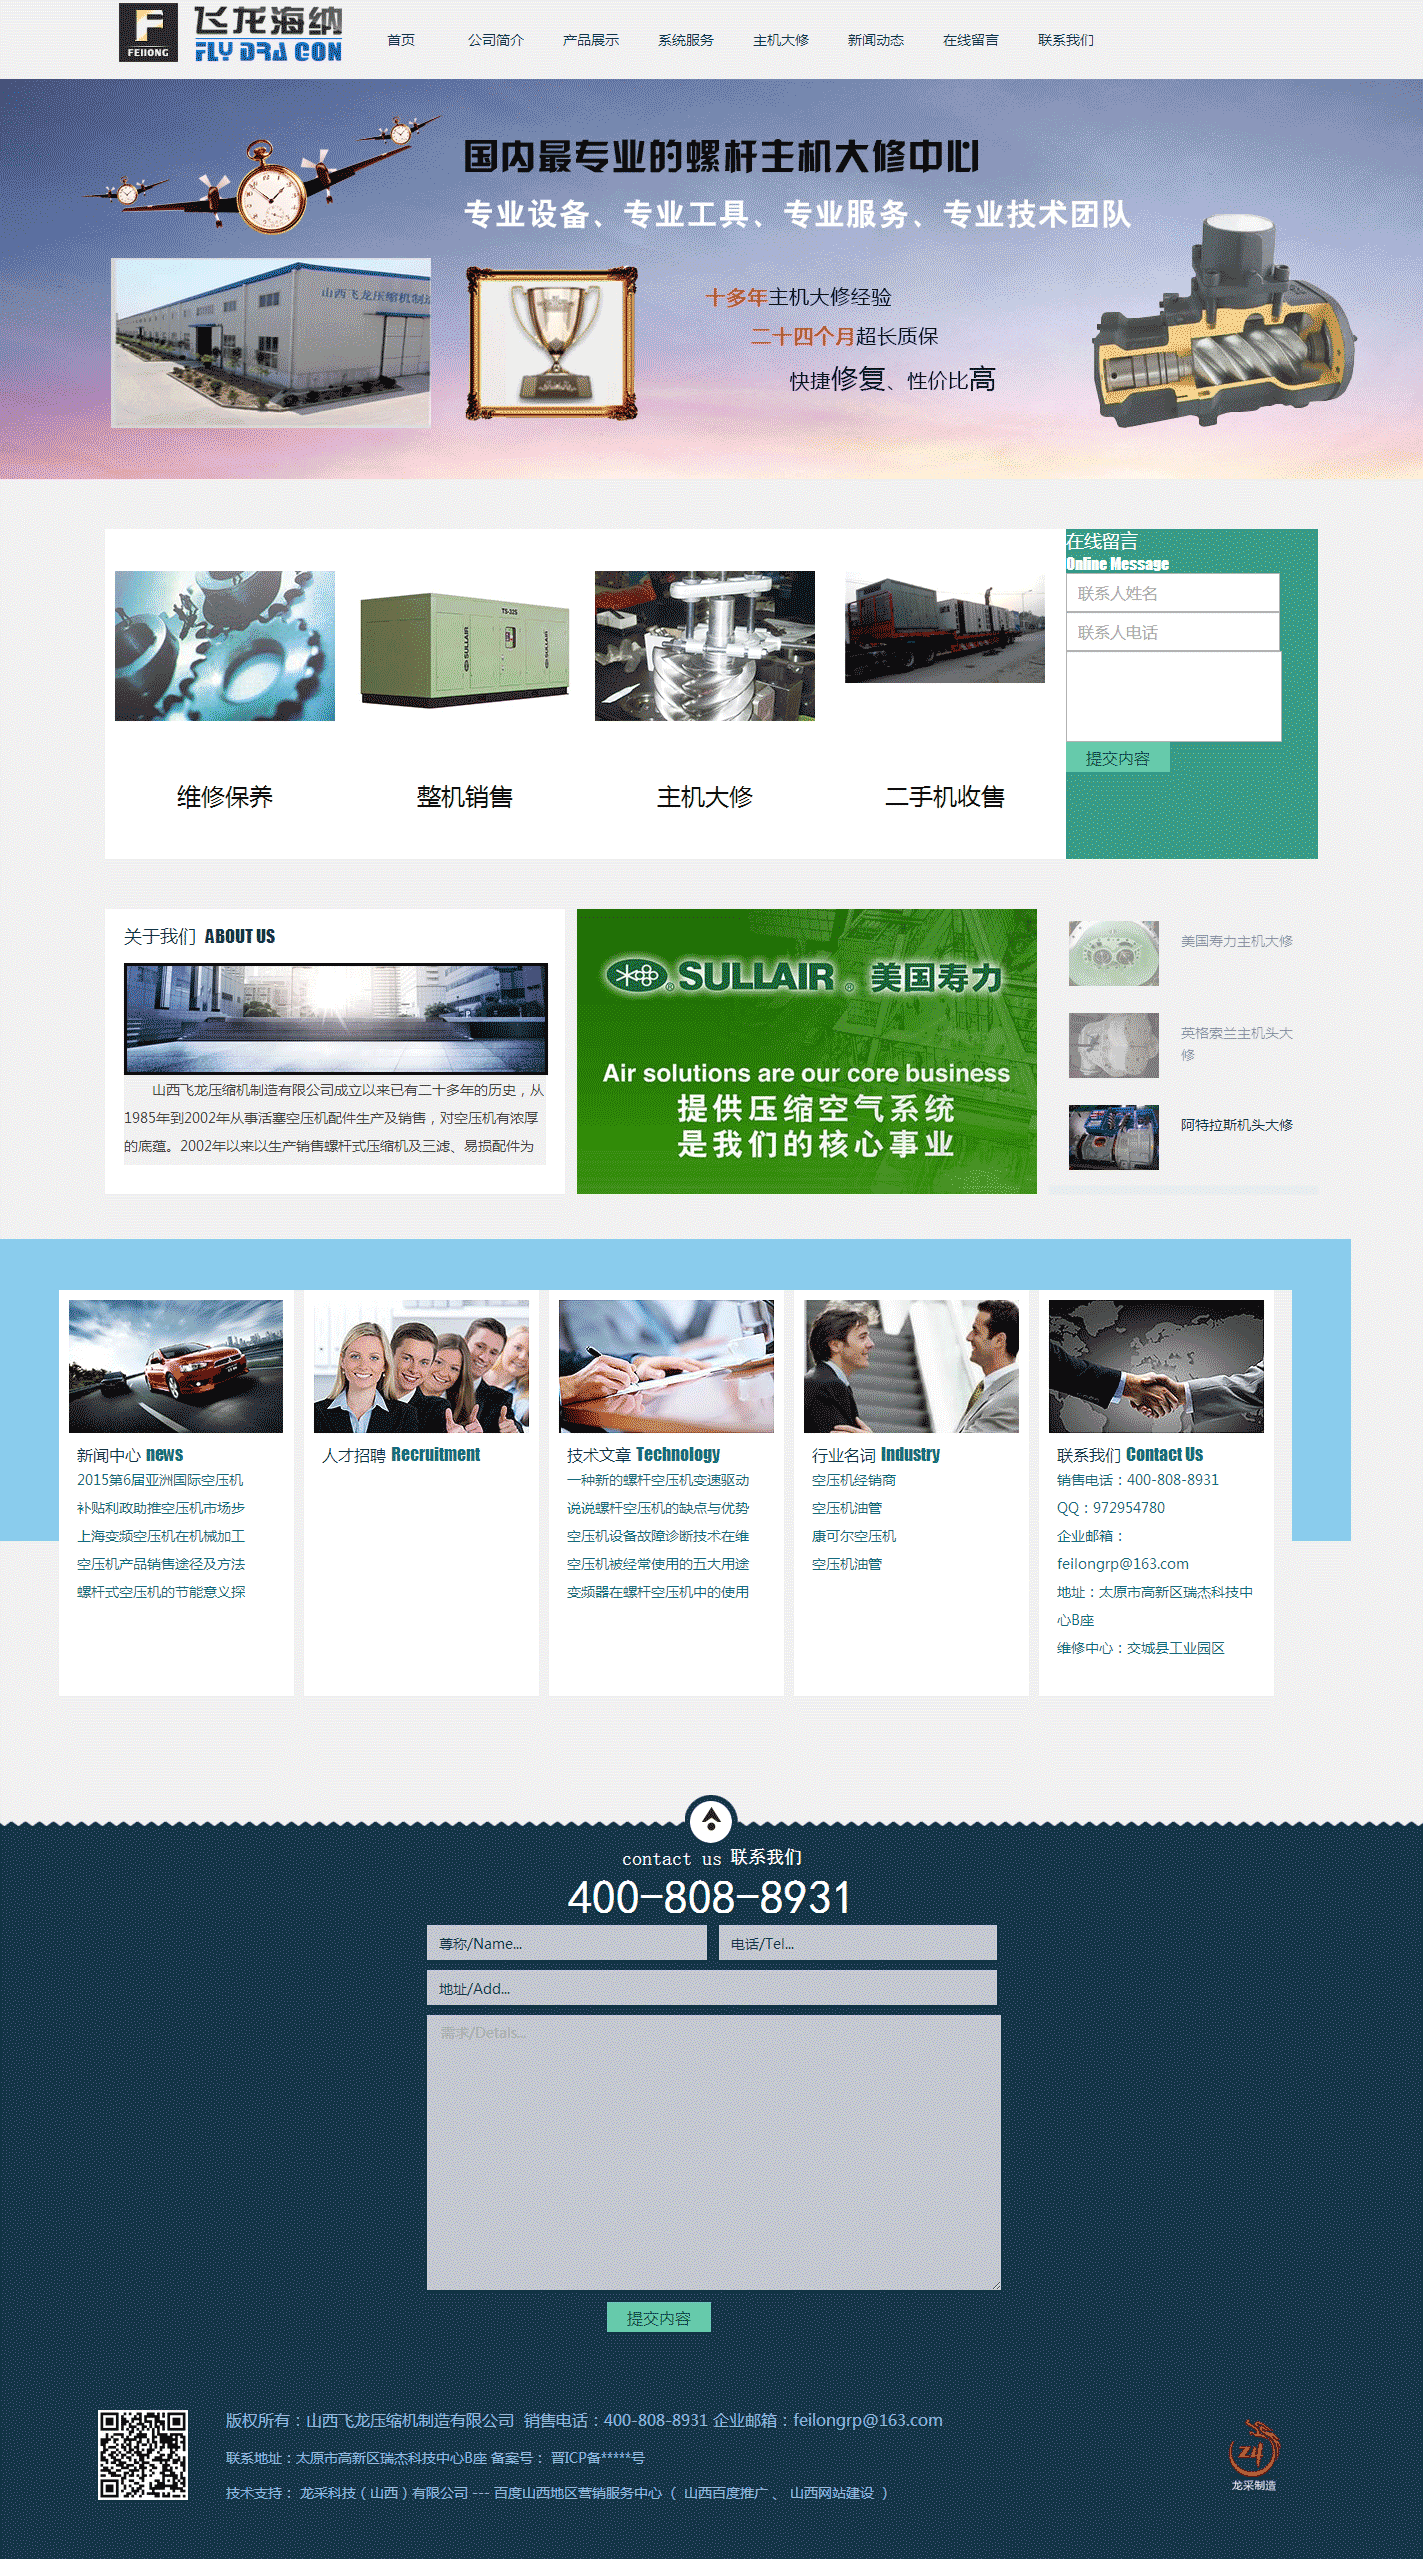 F
FEIIONG
飞龙海纳
FLY DRA CON
首页 公司简介 产品展示 系统服务 主机大修 新闻动态 在线留言 联系我们
国内最专业的螺杆主机大修中心
专业设备、专业工具、专业服务、专业技术团队
山西飞龙压缩机制造
十多年主机大修经验
二十四个月超长质保
快捷修复、性价比高
在线留言
Online Message
联系人姓名
联系人电话
提交内容
TS-32S
SULLAIR
SULLAIR
维修保养 整机销售 主机大修 二手机收售
关于我们 ABOUT US
山西飞龙压缩机制造有限公司成立以来已有二十多年的历史，从
1985年到2002年从事活塞空压机配件生产及销售，对空压机有浓厚
的底蕴。2002年以来以生产销售螺杆式压缩机及三滤、易损配件为
SULLAIR® 美国寿力
Air solutions are our core business
提供压缩空气系统
是我们的核心事业
美国寿力主机大修
英格索兰主机头大
修
阿特拉斯机头大修
新闻中心 news
2015第6届亚洲国际空压机
补贴利政助推空压机市场步
上海变频空压机在机械加工
空压机产品销售途径及方法
螺杆式空压机的节能意义探
人才招聘 Recruitment
技术文章 Technology
一种新的螺杆空压机变速驱动
说说螺杆空压机的缺点与优势
空压机设备故障诊断技术在维
空压机被经常使用的五大用途
变频器在螺杆空压机中的使用
行业名词 Industry
空压机经销商
空压机油管
康可尔空压机
空压机油管
联系我们 Contact Us
销售电话：400-808-8931
QQ：972954780
企业邮箱：
feilongrp@163.com
地址：太原市高新区瑞杰科技中
心B座
维修中心：交城县工业园区
contact us 联系我们
400-808-8931
尊称/Name...
电话/Tel...
地址/Add...
需求/Detals...
提交内容
版权所有：山西飞龙压缩机制造有限公司 销售电话：400-808-8931 企业邮箱：feilongrp@163.com
联系地址：太原市高新区瑞杰科技中心B座 备案号： 晋ICP备*****号
技术支持： 龙采科技（山西）有限公司 --- 百度山西地区营销服务中心 （ 山西百度推广 、 山西网站建设 ）
龙采制造